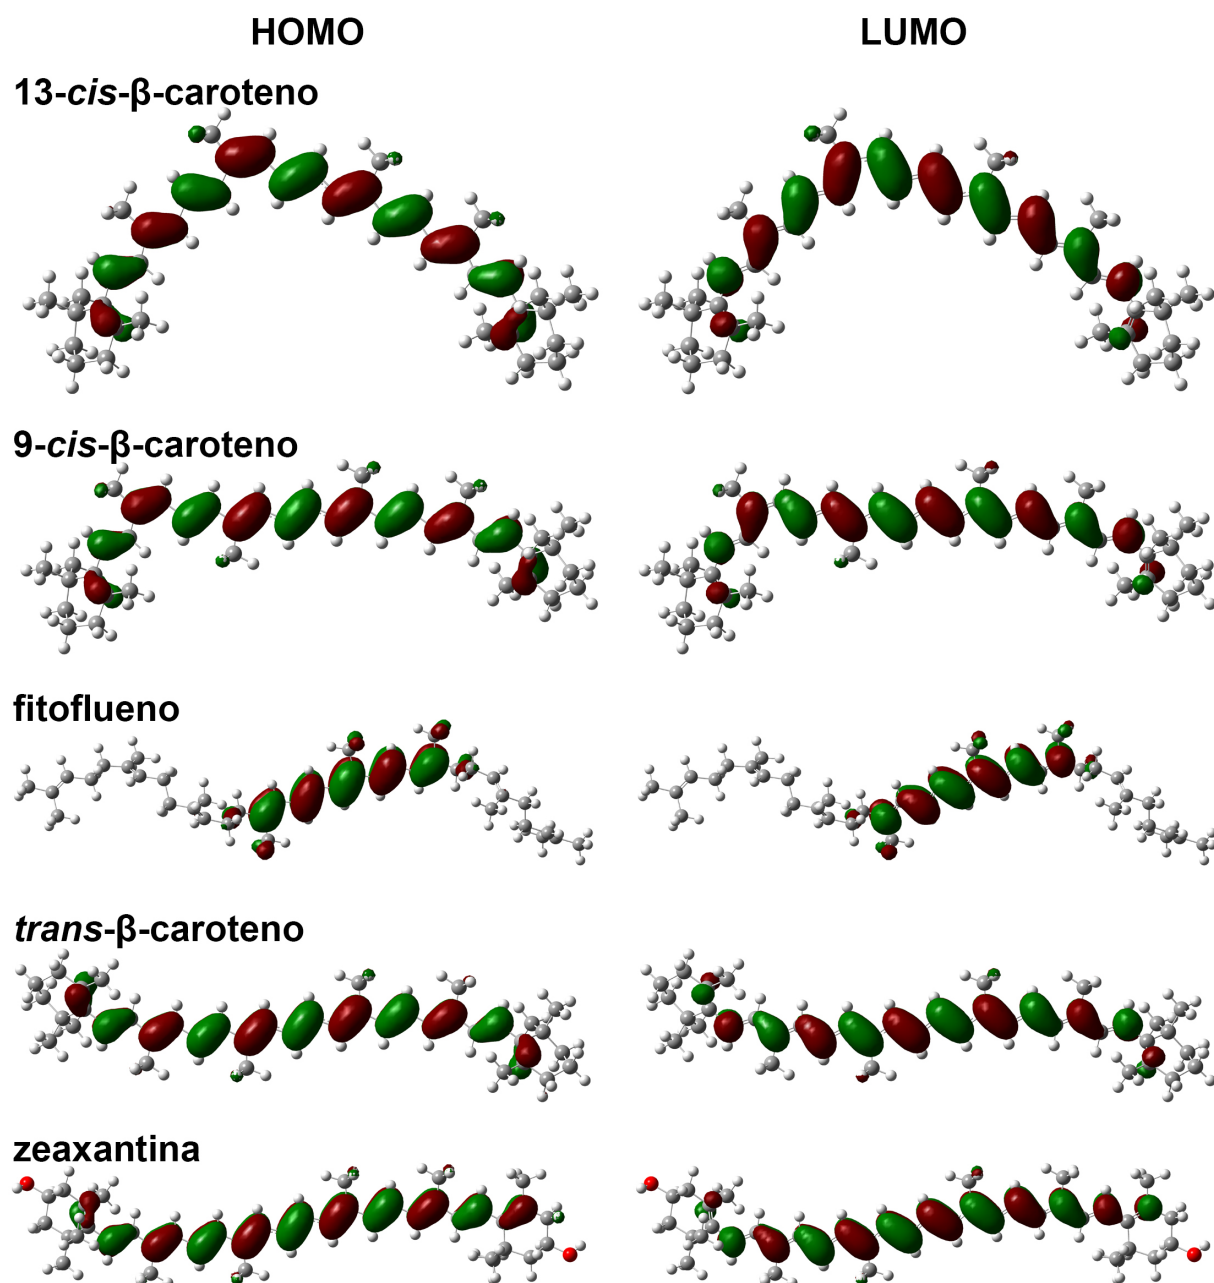 HOMO LUMO
13-cis-β-caroteno
9-cis-β-caroteno
fitoflueno
trans-β-caroteno
zeaxantina